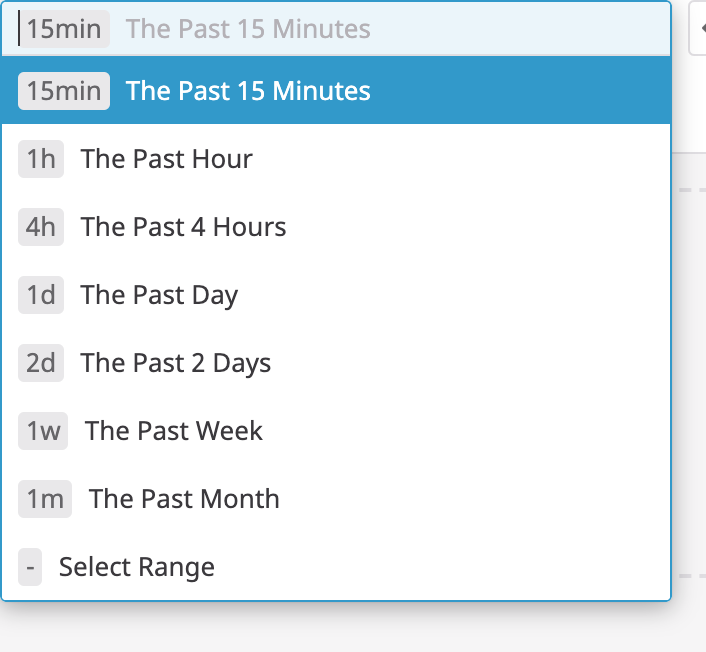 15min The Past 15 Minutes
15min The Past 15 Minutes
1h The Past Hour
4h The Past 4 Hours
1d The Past Day
2d The Past 2 Days
1w The Past Week
1m The Past Month
- Select Range